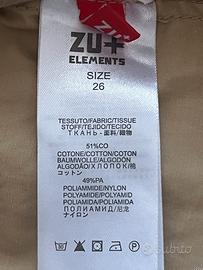 ZU+
ELEMENTS
SIZE
26
TESSUTO/FABRIC/TISSUE
STOFF/TEJIDO/TECIDO
ТКАНЬ - 面料/織物
51%CO
COTONE/COTTON/COTON
BAUMWOLLE/ALGODÓN
ALGODÃO/ХЛОПОК/棉
コットン
49%PA
POLIAMMIDE/NYLON
POLYAMIDE/POLYAMID
POLIAMIDA/POLIAMIDA
ПОЛИАМИД/尼龙
ナイロン
Subito